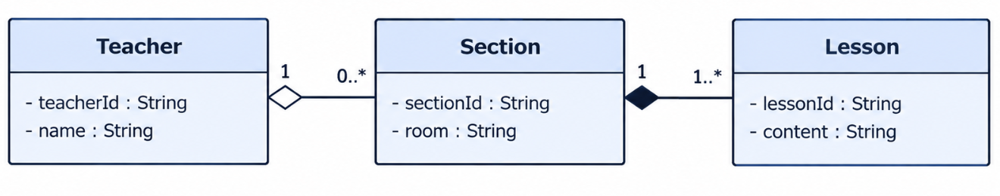 Teacher
- teacherId : String
- name : String
1
0..*
Section
- sectionId : String
- room : String
1
1..*
Lesson
- lessonId : String
- content : String